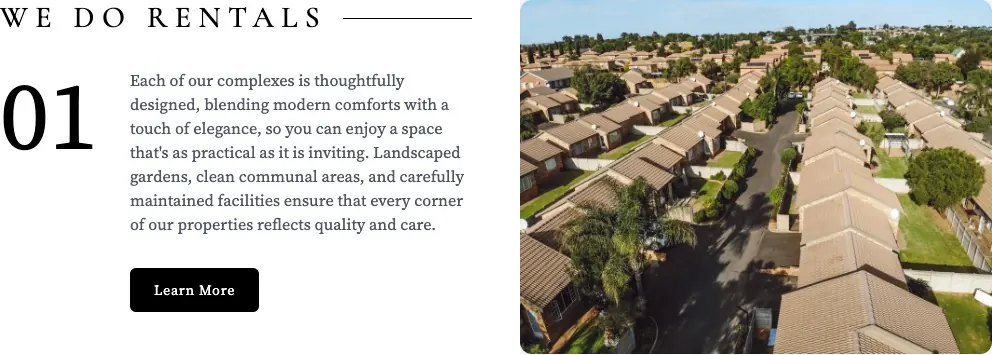 WE DO RENTALS
01
Each of our complexes is thoughtfully
designed, blending modern comforts with a
touch of elegance, so you can enjoy a space
that's as practical as it is inviting. Landscaped
gardens, clean communal areas, and carefully
maintained facilities ensure that every corner
of our properties reflects quality and care.
Learn More